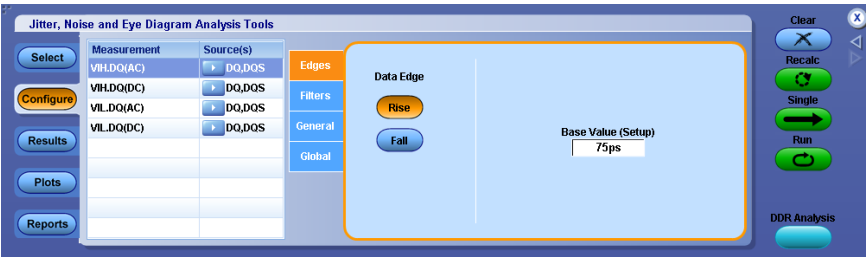 Jitter, Noise and Eye Diagram Analysis Tools
Clear
X
Select
Configure
Results
Plots
Reports
Measurement Source(s)
VIH.DQ(AC) DQ,DQS
VIH.DQ(DC) DQ,DQS
VIL.DQ(AC) DQ,DQS
VIL.DQ(DC) DQ,DQS
Edges
Filters
General
Global
Data Edge
Rise
Fall
Base Value (Setup)
75ps
Recalc
Single
Run
DDR Analysis